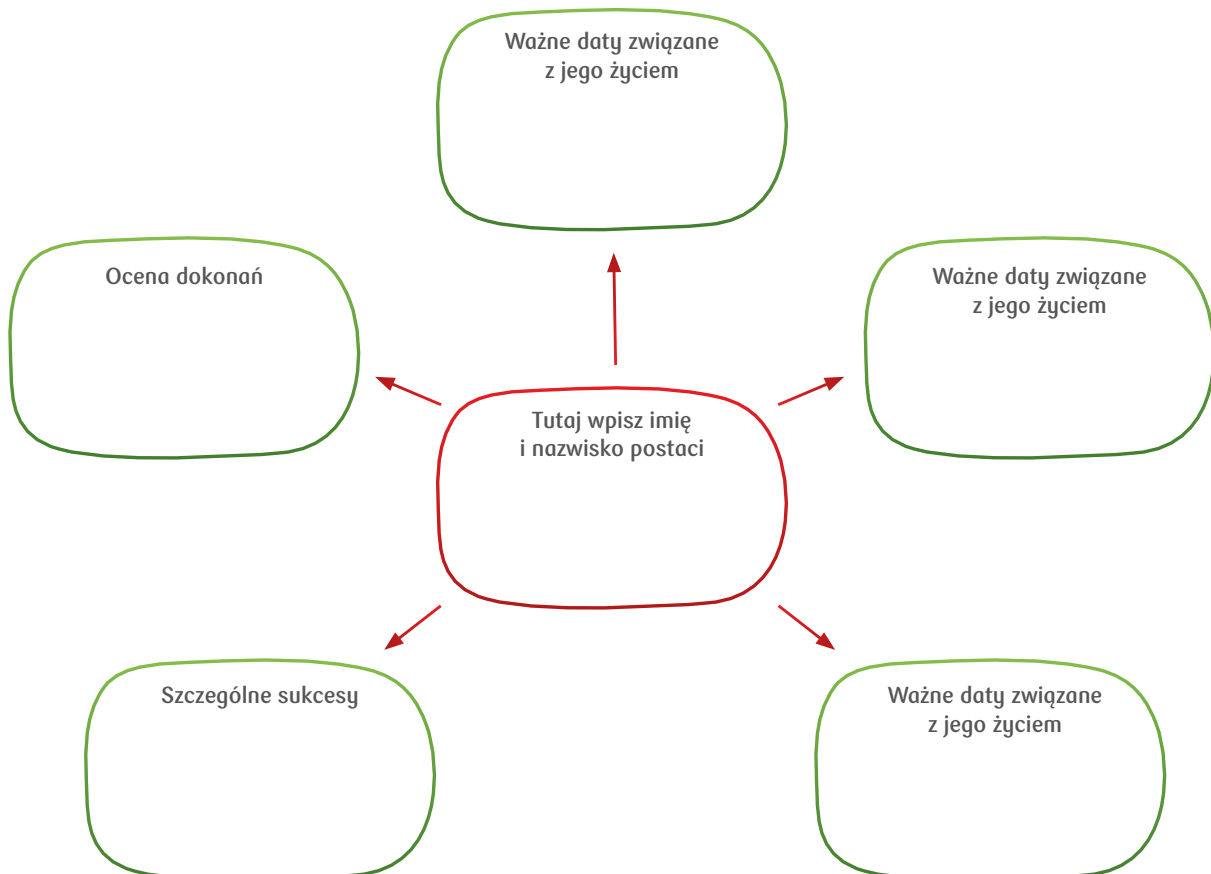 Ważne daty związane
z jego życiem
Ocena dokonań
Ważne daty związane
z jego życiem
Tutaj wpisz imię
i nazwisko postaci
Szczególne sukcesy
Ważne daty związane
z jego życiem